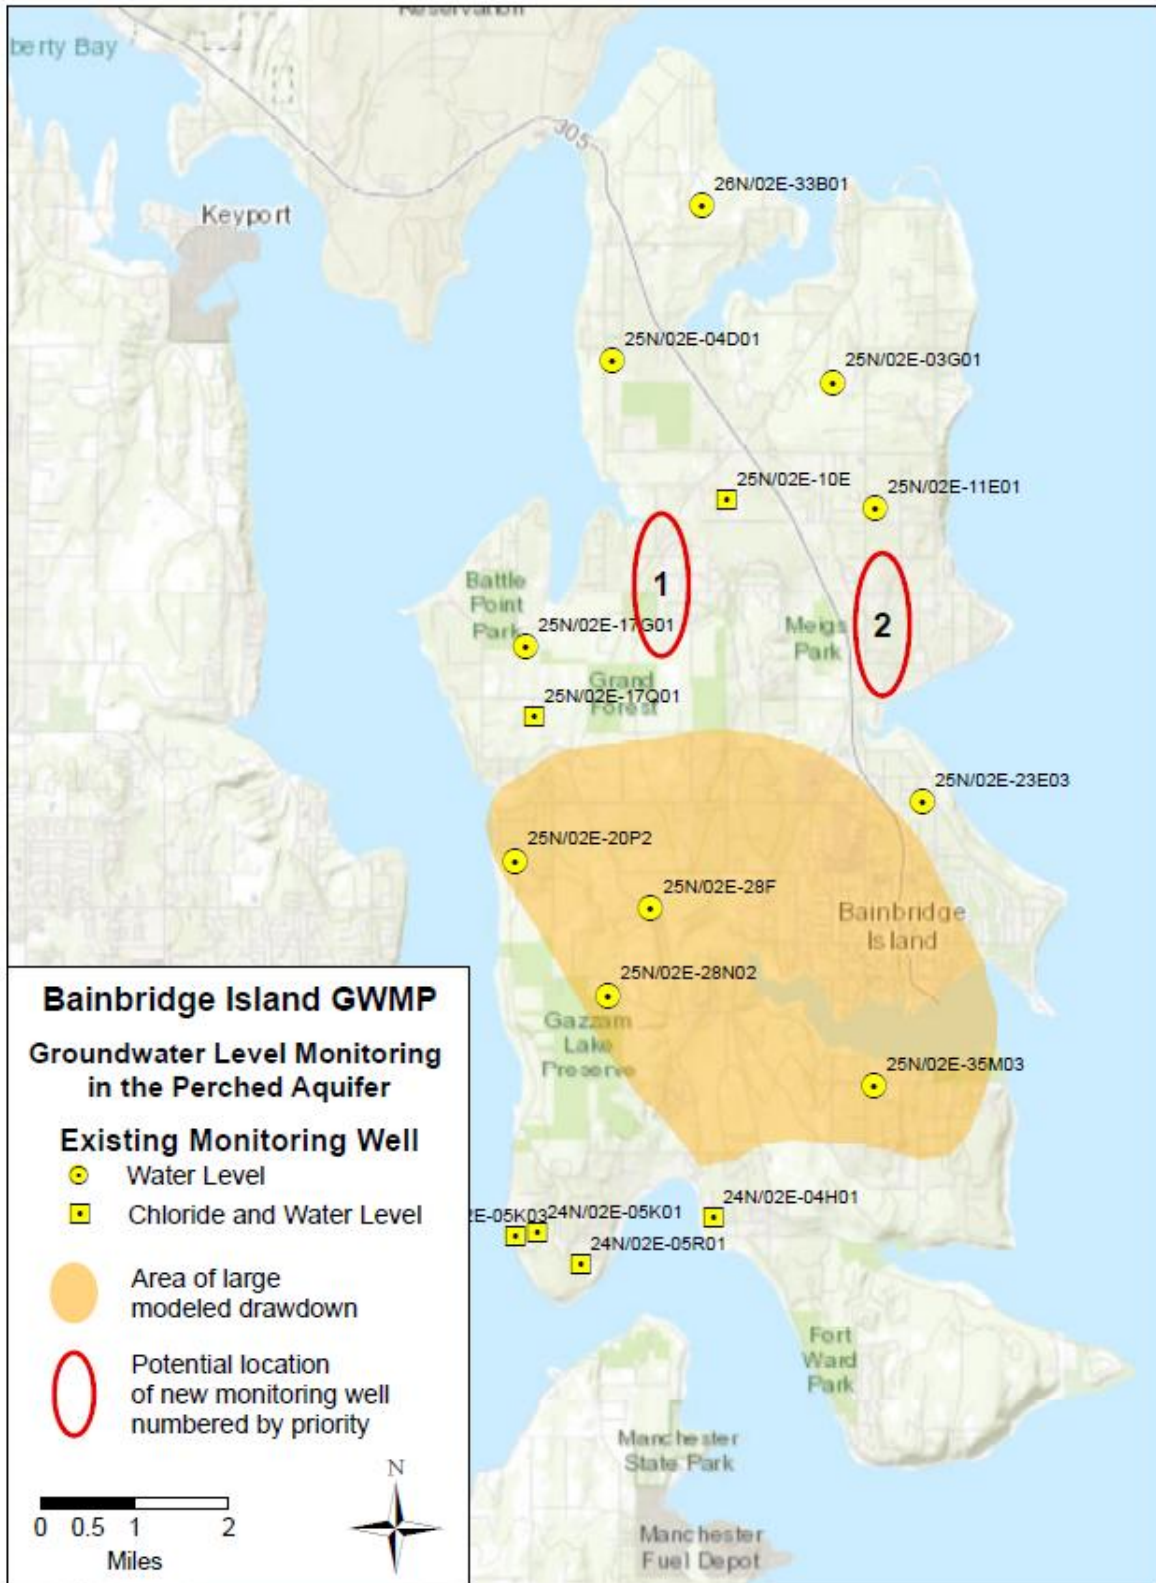 Reservation
berty Bay
305
26N/02E-33B01
Keyport
25N/02E-04D01
25N/02E-03G01
25N/02E-10E
25N/02E-11E01
1
Battle
Point
Park
25N/02E-17G01
Meigs
Park
2
Grand
Forest
25N/02E-17Q01
25N/02E-23E03
25N/02E-20P2
25N/02E-28F
Bainbridge
Island
25N/02E-28N02
Gazzam
Lake
Preserve
25N/02E-35M03
24N/02E-04H01
2E-05K03
24N/02E-05K01
24N/02E-05R01
Fort
Ward
Park
Manchester
State Park
Manchester
Fuel Depot
Bainbridge Island GWMP
Groundwater Level Monitoring
in the Perched Aquifer
Existing Monitoring Well
Water Level
Chloride and Water Level
Area of large
modeled drawdown
Potential location
of new monitoring well
numbered by priority
N
0 0.5 1 2
Miles